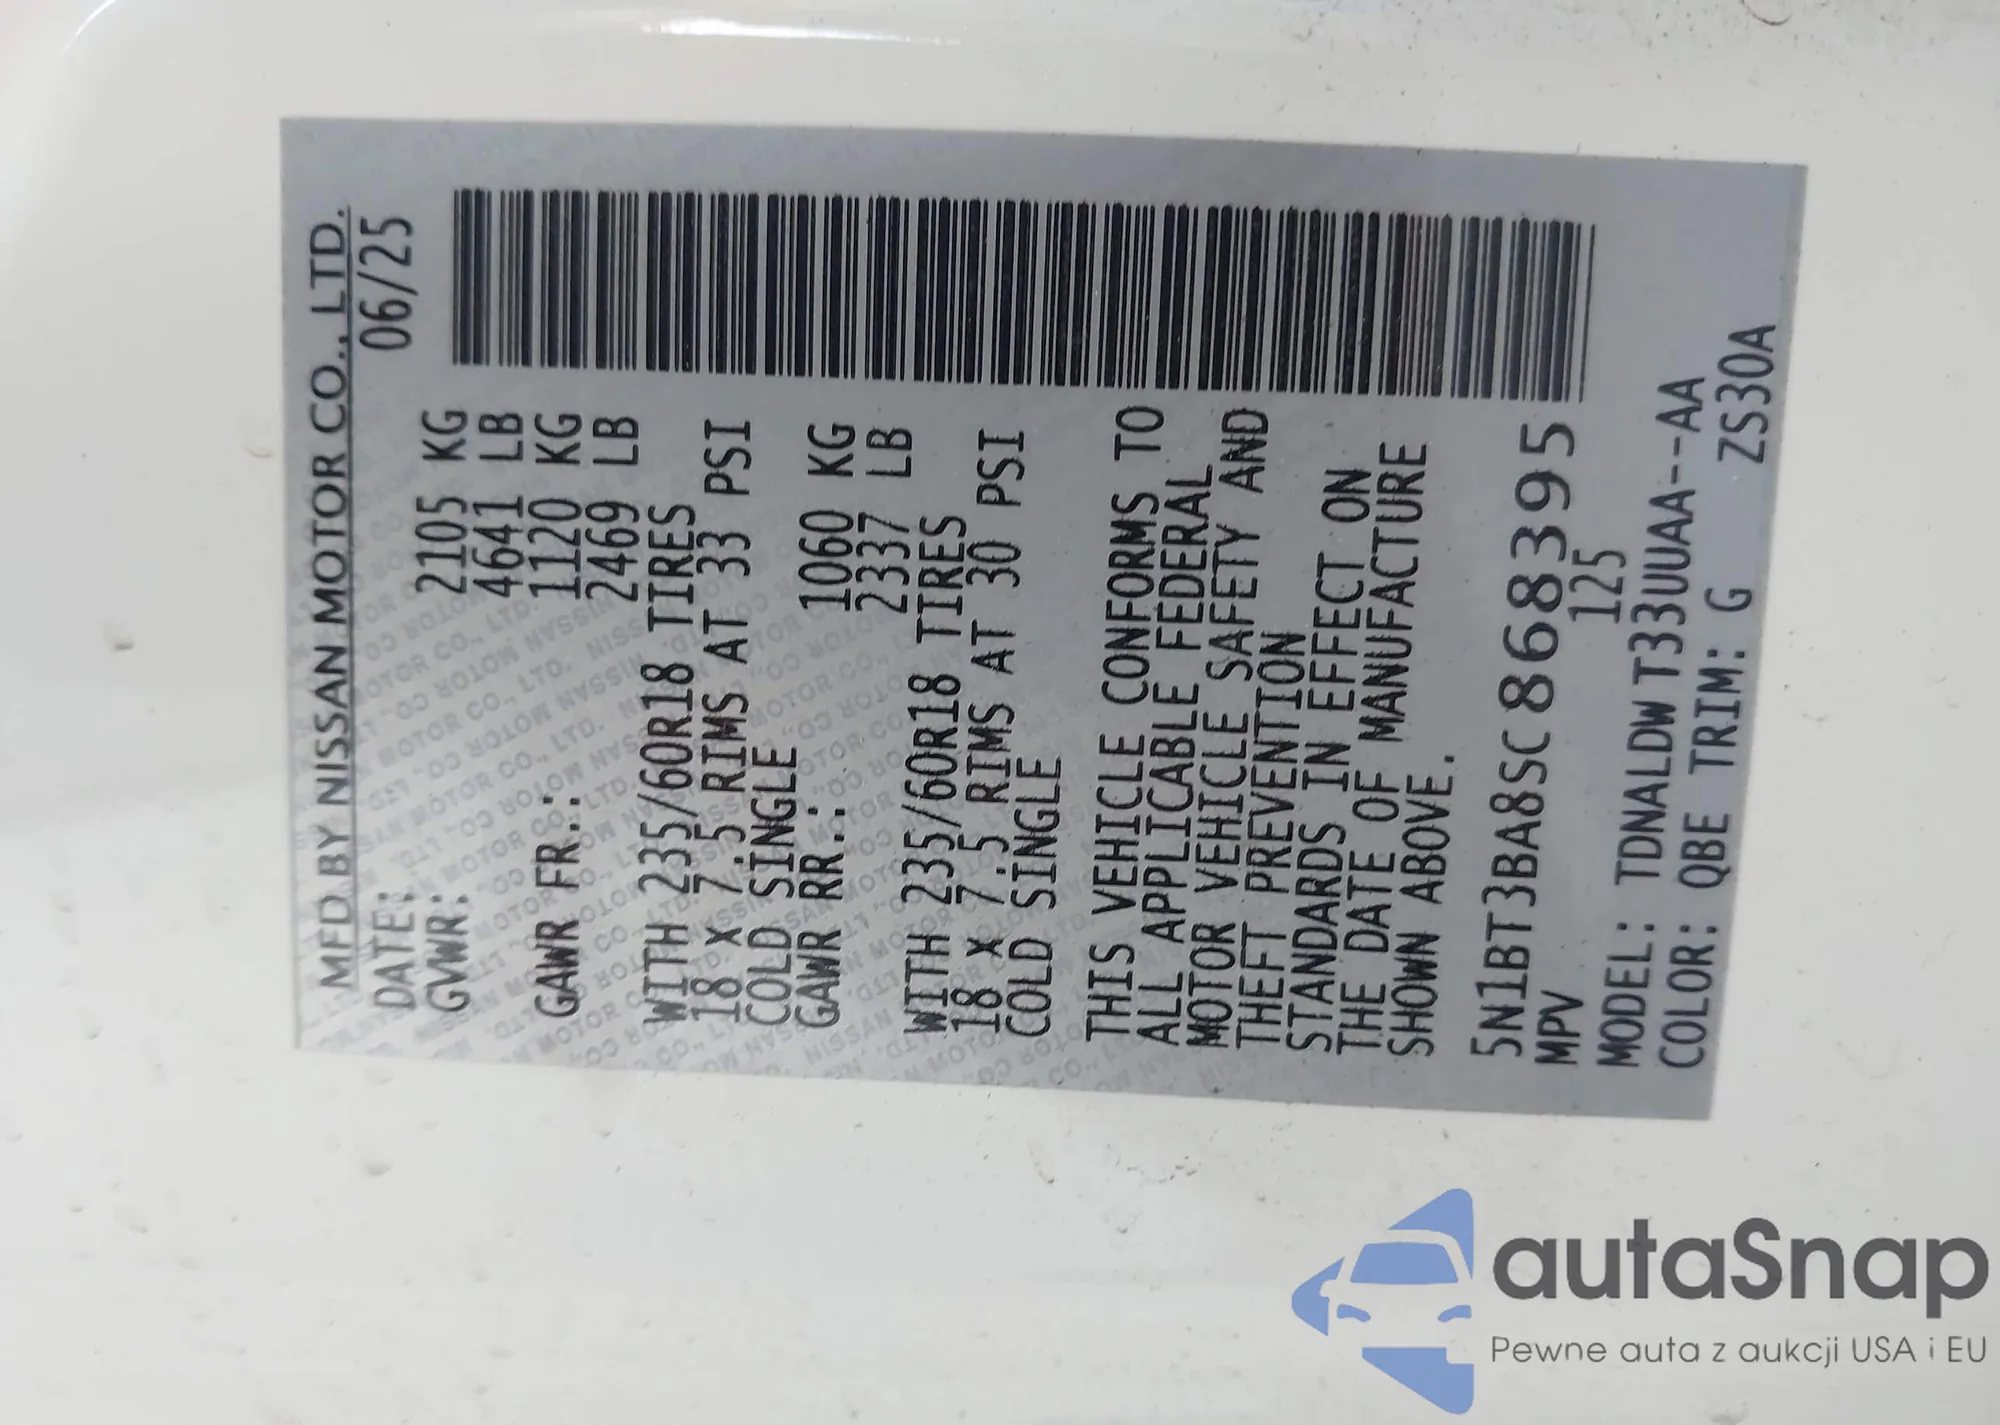 MFD BY NISSAN MOTOR CO., LTD.
DATE: 06/25
GVWR: 2105 KG
4641 LB
GAWR FR.: 1120 KG
2469 LB
WITH 235/60R18 TIRES
18 x 7.5 RIMS AT 33 PSI
COLD SINGLE
GAWR RR.: 1060 KG
2337 LB
WITH 235/60R18 TIRES
18 x 7.5 RIMS AT 30 PSI
COLD SINGLE
THIS VEHICLE CONFORMS TO
ALL APPLICABLE FEDERAL
MOTOR VEHICLE SAFETY AND
THEFT PREVENTION
STANDARDS IN EFFECT ON
THE DATE OF MANUFACTURE
SHOWN ABOVE.
5N1BT3BA8SC868395
MPV 125
MODEL: TDNALDW T33UUAA--AA
COLOR: QBE TRIM: G ZS30A
autaSnap
Pewne auta z aukcji USA i EU